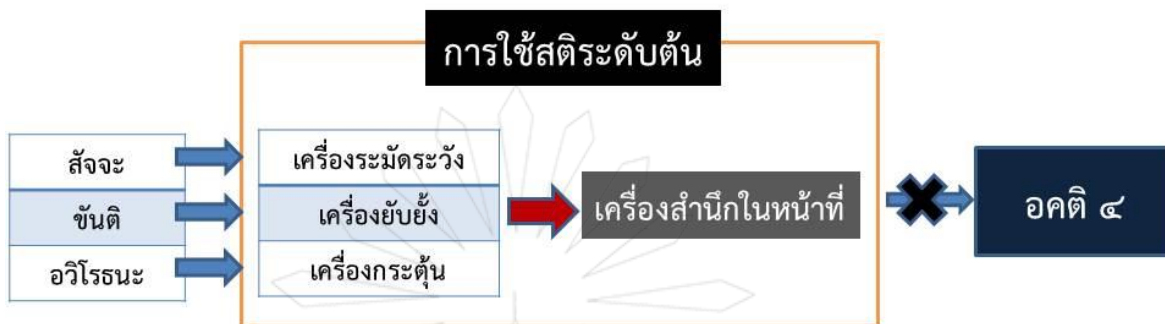 การใช้สติระดับต้น
สัจจะ
เครื่องระมัดระวัง
ขันติ
เครื่องยับยั้ง
เครื่องสำนึกในหน้าที่
อคติ ๔
อวิโรธนะ
เครื่องกระตุ้น